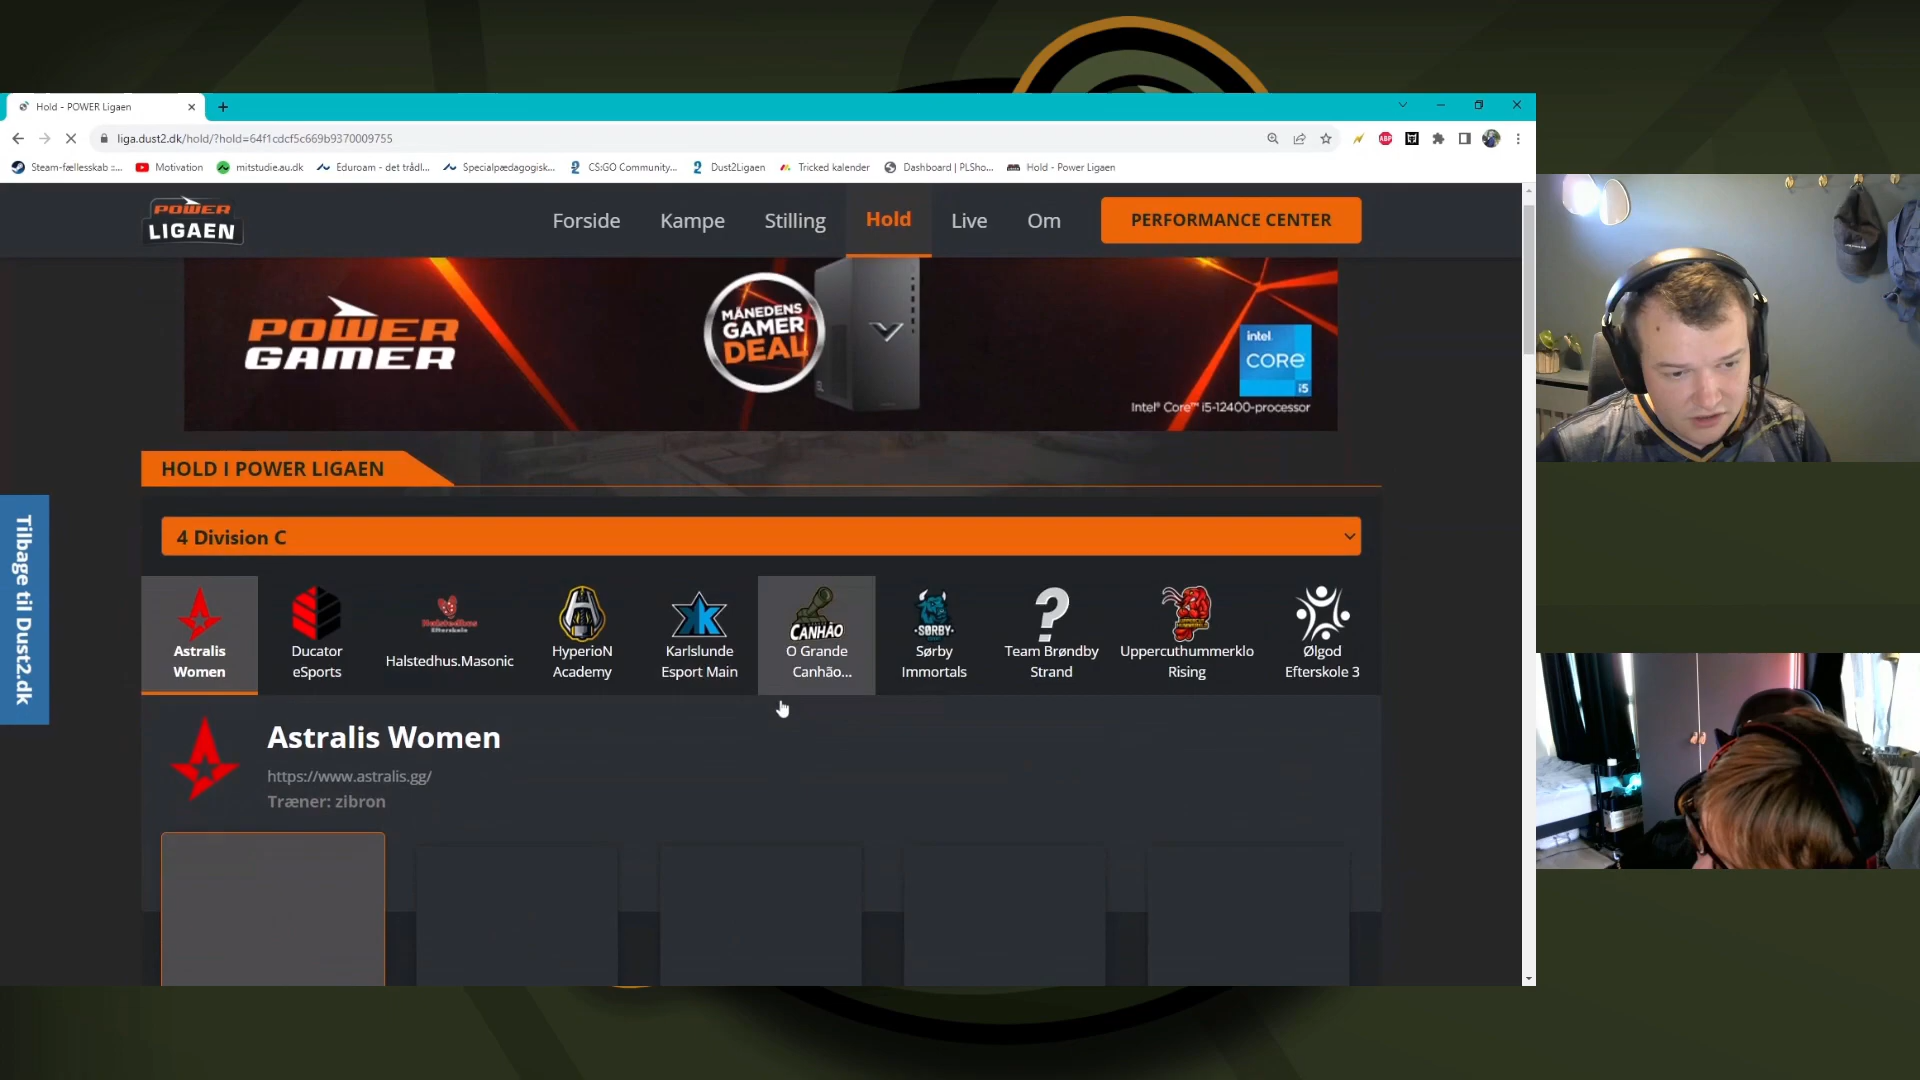 Hold - POWER Ligaen
liga.dust2.dk/hold/?hold=64f1cdcf5c669b9370009755
ABP
Steam-fællesskab ::...
Motivation
mitstudie.au.dk
Eduroam - det trådl...
Specialpædagogisk...
CS:GO Community...
Dust2Ligaen
Tricked kalender
Dashboard | PLSho...
Hold - Power Ligaen
POWER
LIGAEN
Forside
Kampe
Stilling
Hold
Live
Om
PERFORMANCE CENTER
POWER
GAMER
MÅNEDENS
GAMER
DEAL
intel.
CORE
i5
Intel® Core™ i5-12400-processor
HOLD I POWER LIGAEN
Tilbage til Dust2.dk
4 Division C
Astralis
Women
Ducator
eSports
Halstedhus
Efterskole
Halstedhus.Masonic
HyperioN
Academy
Karlslunde
Esport Main
CANHÃO
O Grande
Canhão...
·SØRBY·
Sørby
Immortals
Team Brøndby
Strand
Uppercuthummerklo
Rising
Ølgod
Efterskole 3
Astralis Women
https://www.astralis.gg/
Træner: zibron